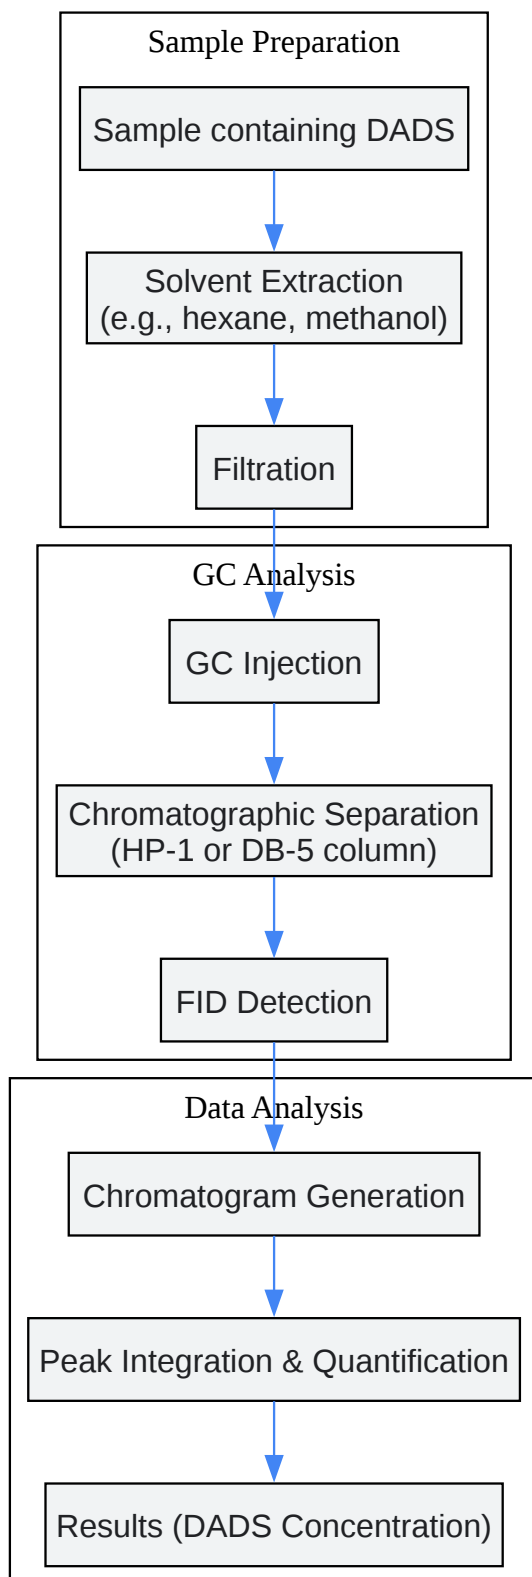 Sample Preparation
Sample containing DADS
Solvent Extraction
(e.g., hexane, methanol)
Filtration
GC Analysis
GC Injection
Chromatographic Separation
(HP-1 or DB-5 column)
FID Detection
Data Analysis
Chromatogram Generation
Peak Integration & Quantification
Results (DADS Concentration)